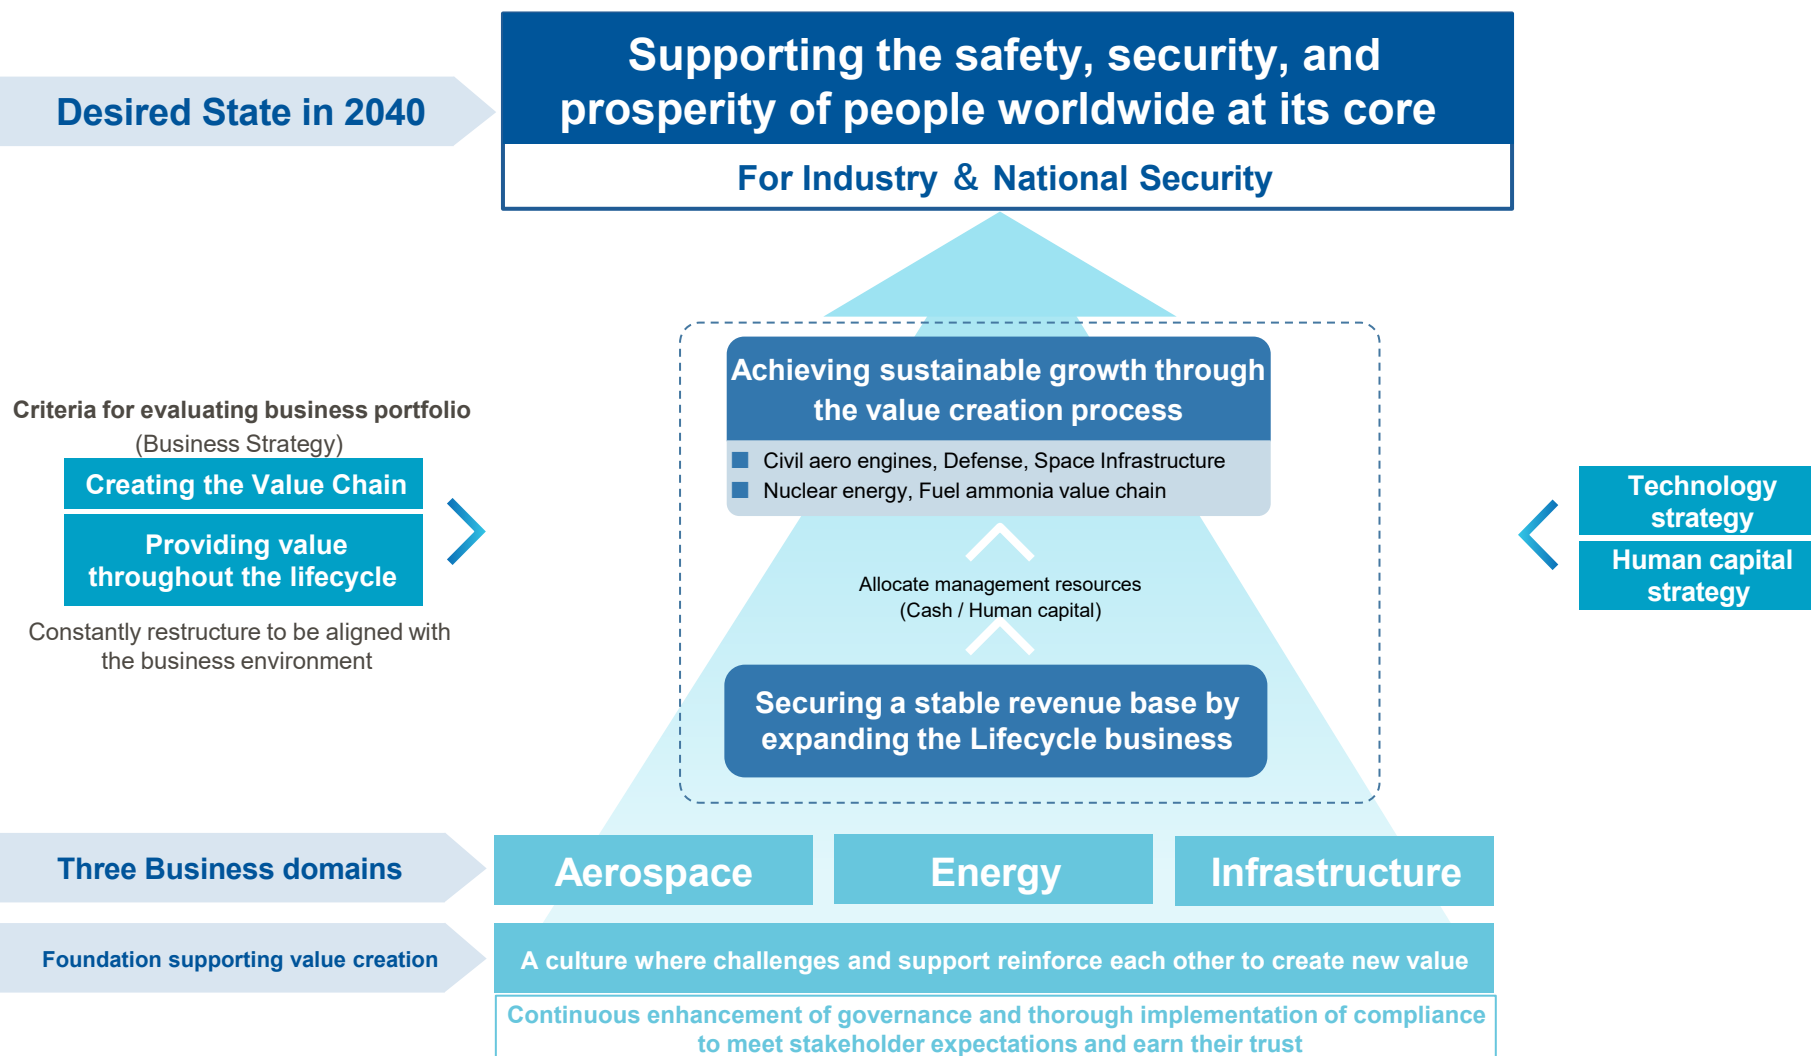 Supporting the safety, security, and
prosperity of people worldwide at its core
Desired State in 2040
For Industry & National Security
Achieving sustainable growth through
the value creation process
Civil aero engines, Defense, Space Infrastructure
Nuclear energy, Fuel ammonia value chain
Criteria for evaluating business portfolio
(Business Strategy)
Creating the Value Chain
Providing value
throughout the lifecycle
Constantly restructure to be aligned with
the business environment
Technology
strategy
Human capital
strategy
Allocate management resources
(Cash / Human capital)
Securing a stable revenue base by
expanding the Lifecycle business
Three Business domains
Aerospace
Energy
Infrastructure
Foundation supporting value creation
A culture where challenges and support reinforce each other to create new value
Continuous enhancement of governance and thorough implementation of compliance
to meet stakeholder expectations and earn their trust